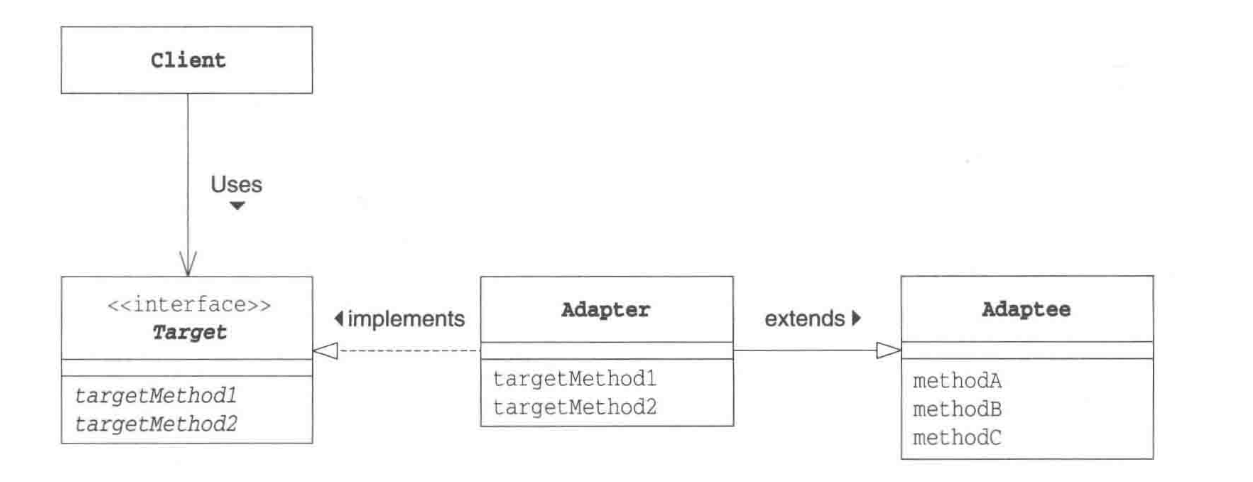 Client
Uses
<<interface>>
Target
targetMethod1
targetMethod2
implements
Adapter
targetMethod1
targetMethod2
extends
Adaptee
methodA
methodB
methodC